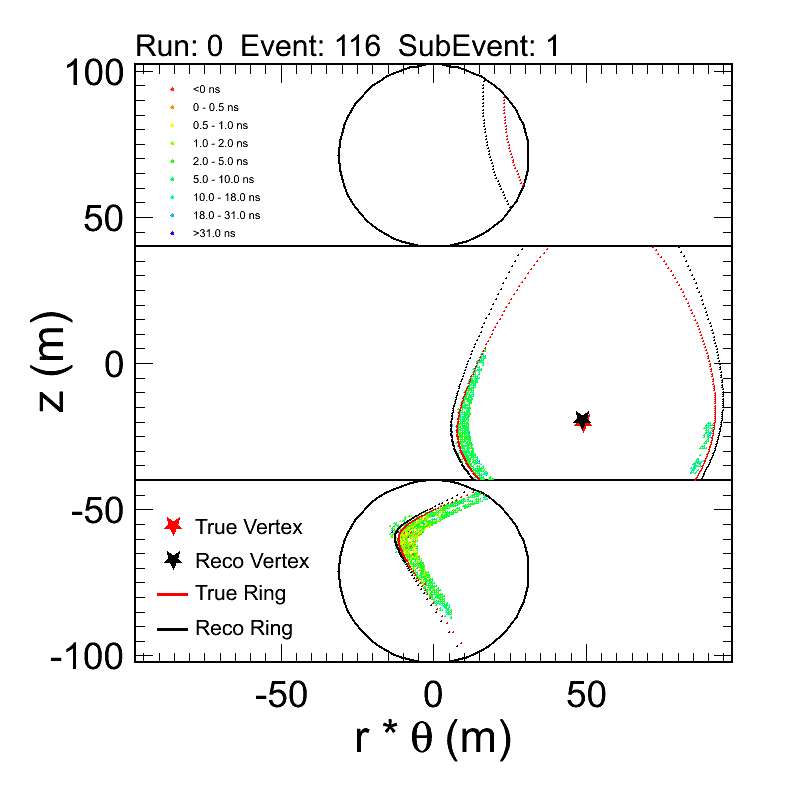 Run: 0  Event: 116  SubEvent: 1
100
<0 ns
0 - 0.5 ns
0.5 - 1.0 ns
1.0 - 2.0 ns
2.0 - 5.0 ns
5.0 - 10.0 ns
10.0 - 18.0 ns
18.0 - 31.0 ns
>31.0 ns
50
0
z (m)
-50
True Vertex
Reco Vertex
True Ring
Reco Ring
-100
-50 0 50
r * θ (m)